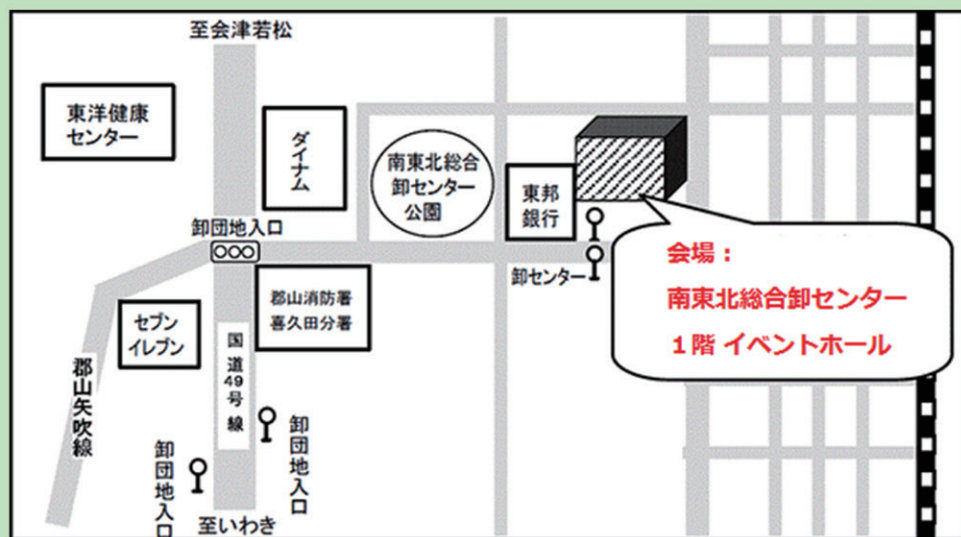 至会津若松
東洋健康
センター
ダイナム
南東北総合
卸センター
公園
東邦
銀行
卸団地入口
卸センター
会場：
南東北総合卸センター
１階 イベントホール
郡山消防署
喜久田分署
セブン
イレブン
国道49号線
郡山矢吹線
卸団地入口
卸団地入口
至いわき